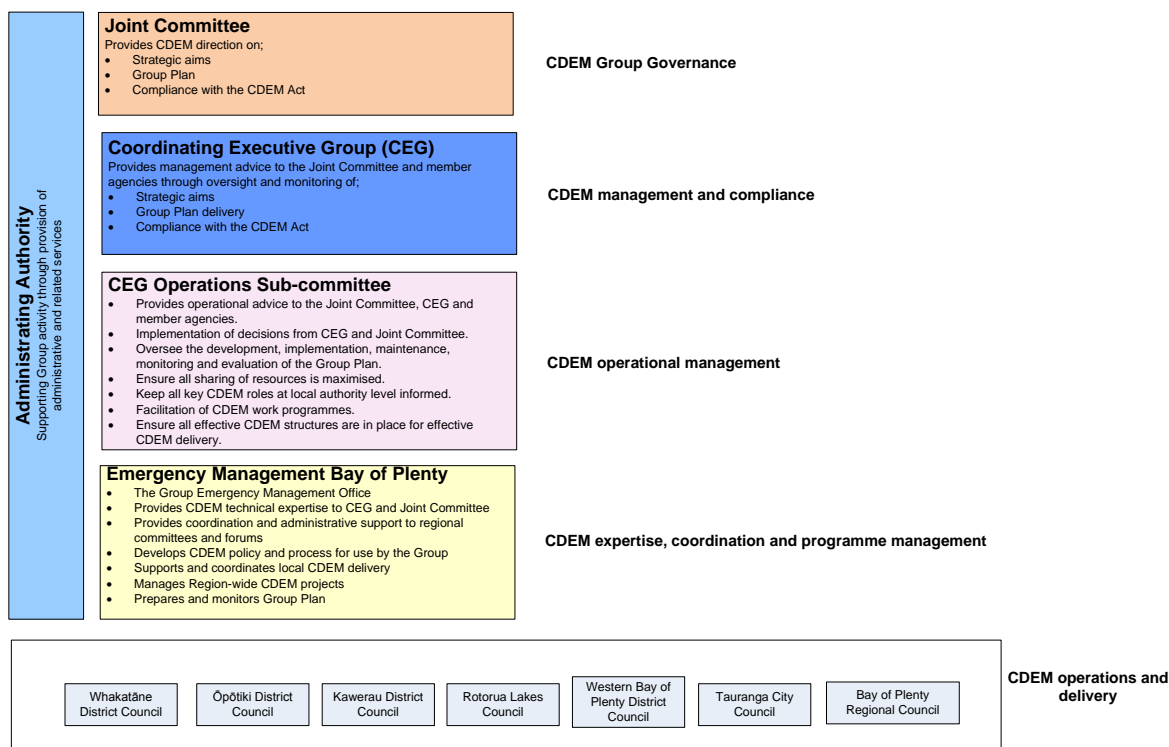 Administrating Authority
Supporting Group activity through provision of
administrative and related services
Joint Committee
Provides CDEM direction on;
• Strategic aims
• Group Plan
• Compliance with the CDEM Act
CDEM Group Governance
Coordinating Executive Group (CEG)
Provides management advice to the Joint Committee and member
agencies through oversight and monitoring of;
• Strategic aims
• Group Plan delivery
• Compliance with the CDEM Act
CDEM management and compliance
CEG Operations Sub-committee
• Provides operational advice to the Joint Committee, CEG and
member agencies.
• Implementation of decisions from CEG and Joint Committee.
• Oversee the development, implementation, maintenance,
monitoring and evaluation of the Group Plan.
• Ensure all sharing of resources is maximised.
• Keep all key CDEM roles at local authority level informed.
• Facilitation of CDEM work programmes.
• Ensure all effective CDEM structures are in place for effective
CDEM delivery.
CDEM operational management
Emergency Management Bay of Plenty
• The Group Emergency Management Office
• Provides CDEM technical expertise to CEG and Joint Committee
• Provides coordination and administrative support to regional
committees and forums
• Develops CDEM policy and process for use by the Group
• Supports and coordinates local CDEM delivery
• Manages Region-wide CDEM projects
• Prepares and monitors Group Plan
CDEM expertise, coordination and programme management
Whakatāne
District Council
Ōpōtiki District
Council
Kawerau District
Council
Rotorua Lakes
Council
Western Bay of
Plenty District
Council
Tauranga City
Council
Bay of Plenty
Regional Council
CDEM operations and
delivery